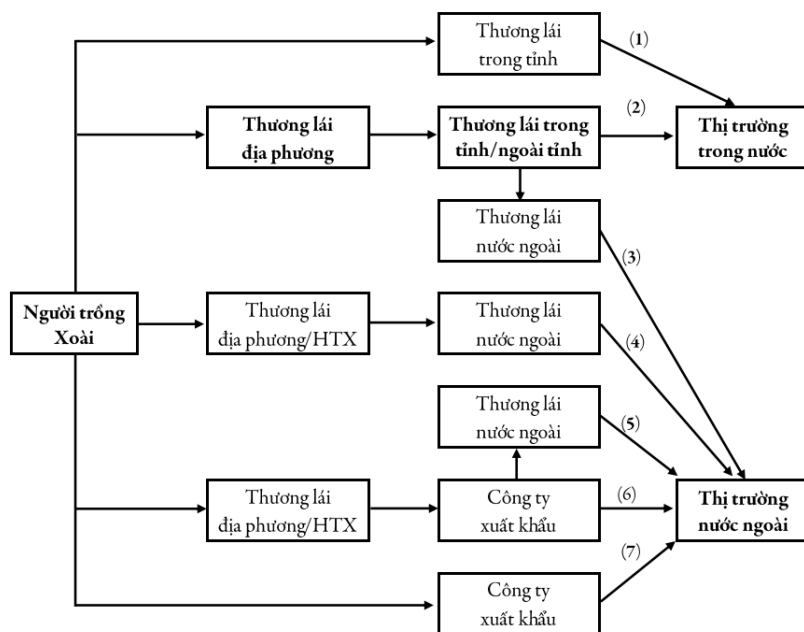 Thương lái
trong tỉnh
(1)
Thương lái
địa phương
Thương lái trong
tỉnh/ngoài tỉnh
(2)
Thị trường
trong nước
Thương lái
nước ngoài
(3)
Người trồng
Xoài
Thương lái
địa phương/HTX
Thương lái
nước ngoài
(4)
Thương lái
nước ngoài
(5)
Thương lái
địa phương/HTX
Công ty
xuất khẩu
(6)
Thị trường
nước ngoài
(7)
Công ty
xuất khẩu